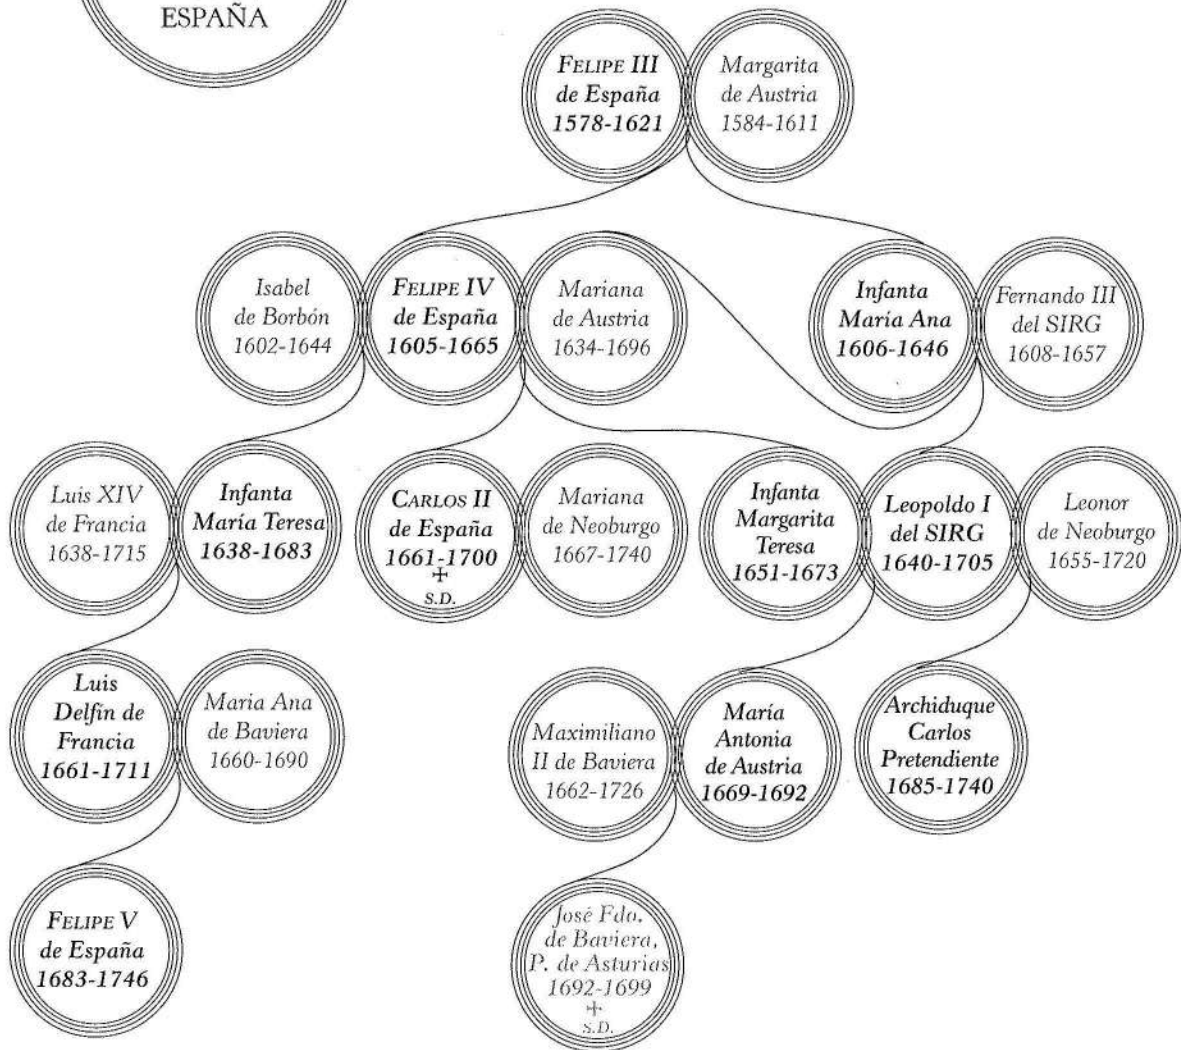 ESPAÑA
FELIPE III
de España
1578-1621
Margarita
de Austria
1584-1611
Isabel
de Borbón
1602-1644
FELIPE IV
de España
1605-1665
Mariana
de Austria
1634-1696
Infanta
María Ana
1606-1646
Fernando III
del SIRG
1608-1657
Luis XIV
de Francia
1638-1715
Infanta
María Teresa
1638-1683
CARLOS II
de España
1661-1700
+
S.D.
Mariana
de Neoburgo
1667-1740
Infanta
Margarita
Teresa
1651-1673
Leopoldo I
del SIRG
1640-1705
Leonor
de Neoburgo
1655-1720
Luis
Delfín de
Francia
1661-1711
Maria Ana
de Baviera
1660-1690
Maximiliano
II de Baviera
1662-1726
María
Antonia
de Austria
1669-1692
Archiduque
Carlos
Pretendiente
1685-1740
FELIPE V
de España
1683-1746
José Fdo.
de Baviera,
P. de Asturias
1692-1699
+
S.D.